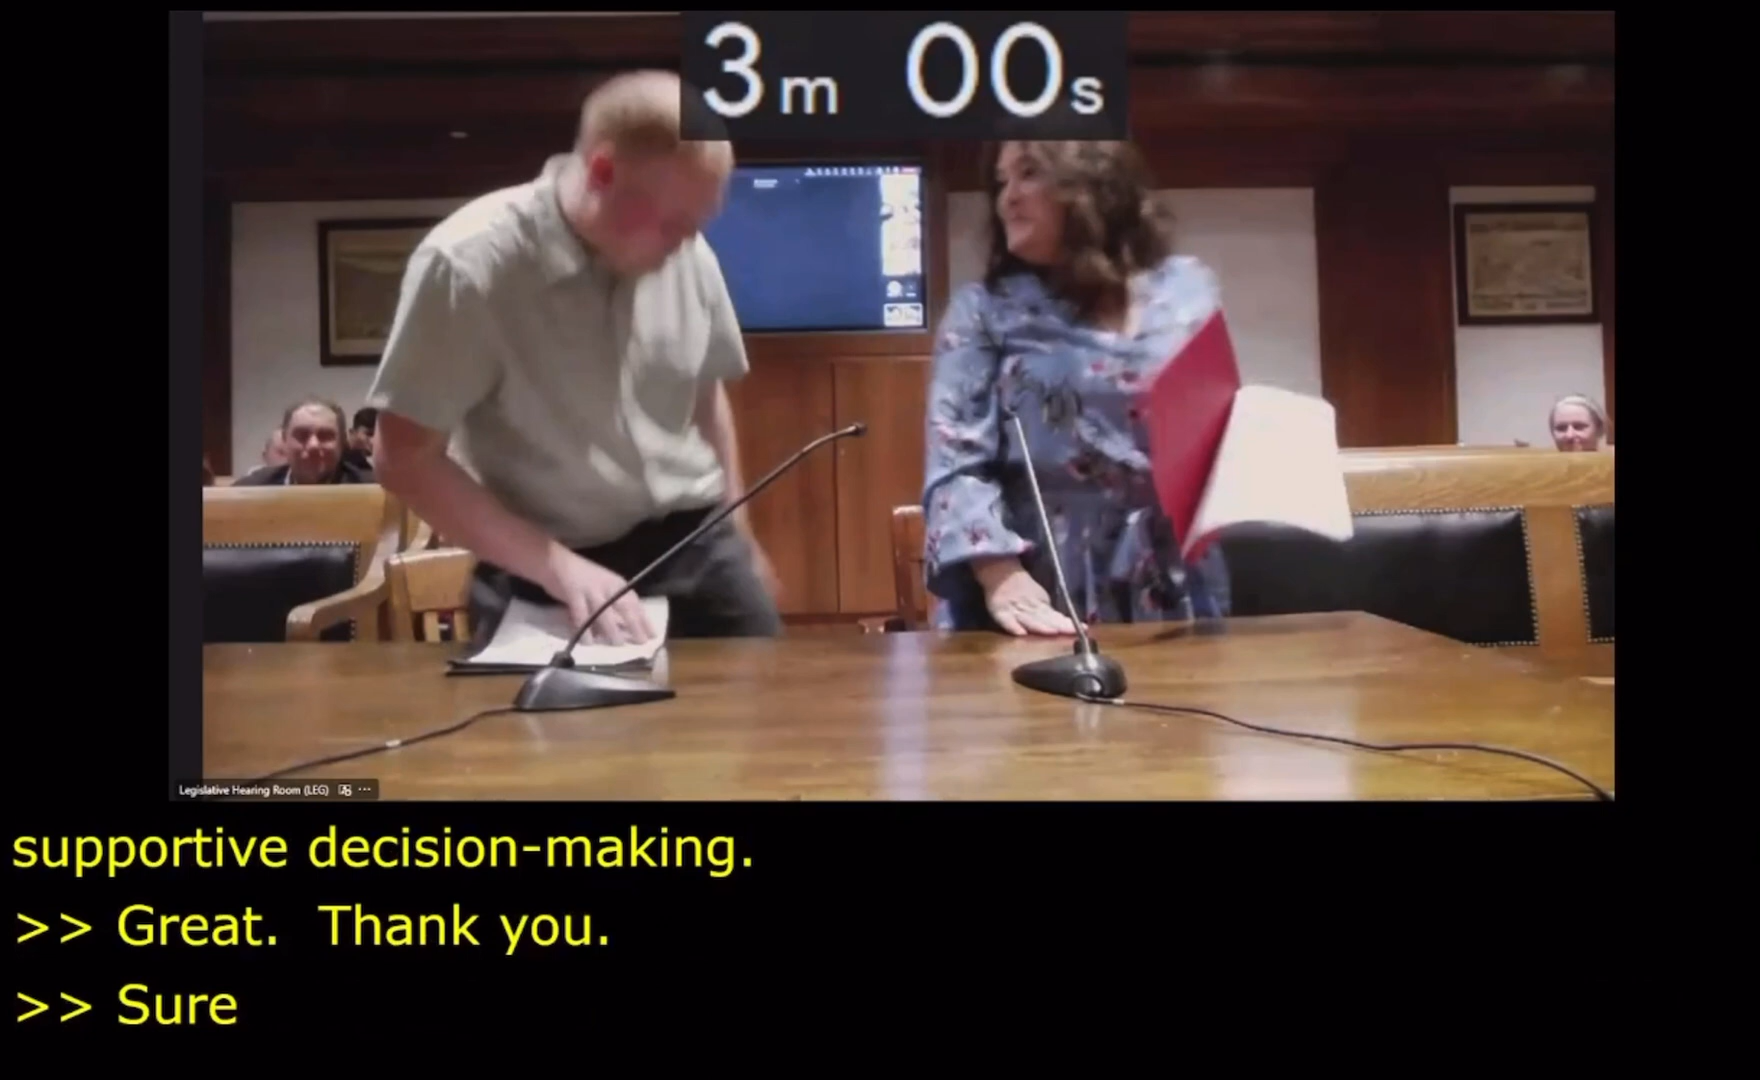 3m 00s
Legislative Hearing Room (LEG)
supportive decision-making.
>> Great.  Thank you.
>> Sure